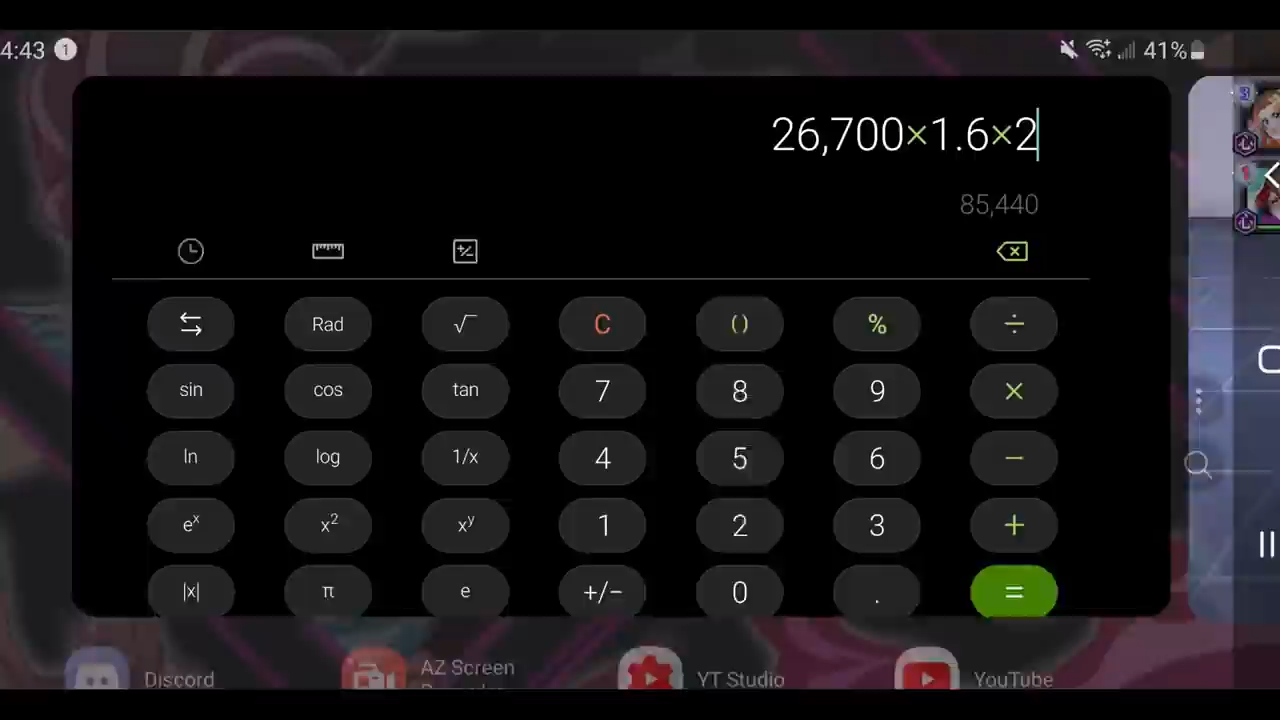 4:43 1
41%
26,700×1.6×2
85,440
Rad √ C () % ÷
sin cos tan 7 8 9 ×
ln log 1/x 4 5 6 −
eˣ x² xʸ 1 2 3 +
|x| π e +/− 0 . =
Discord
AZ Screen
YT Studio
YouTube